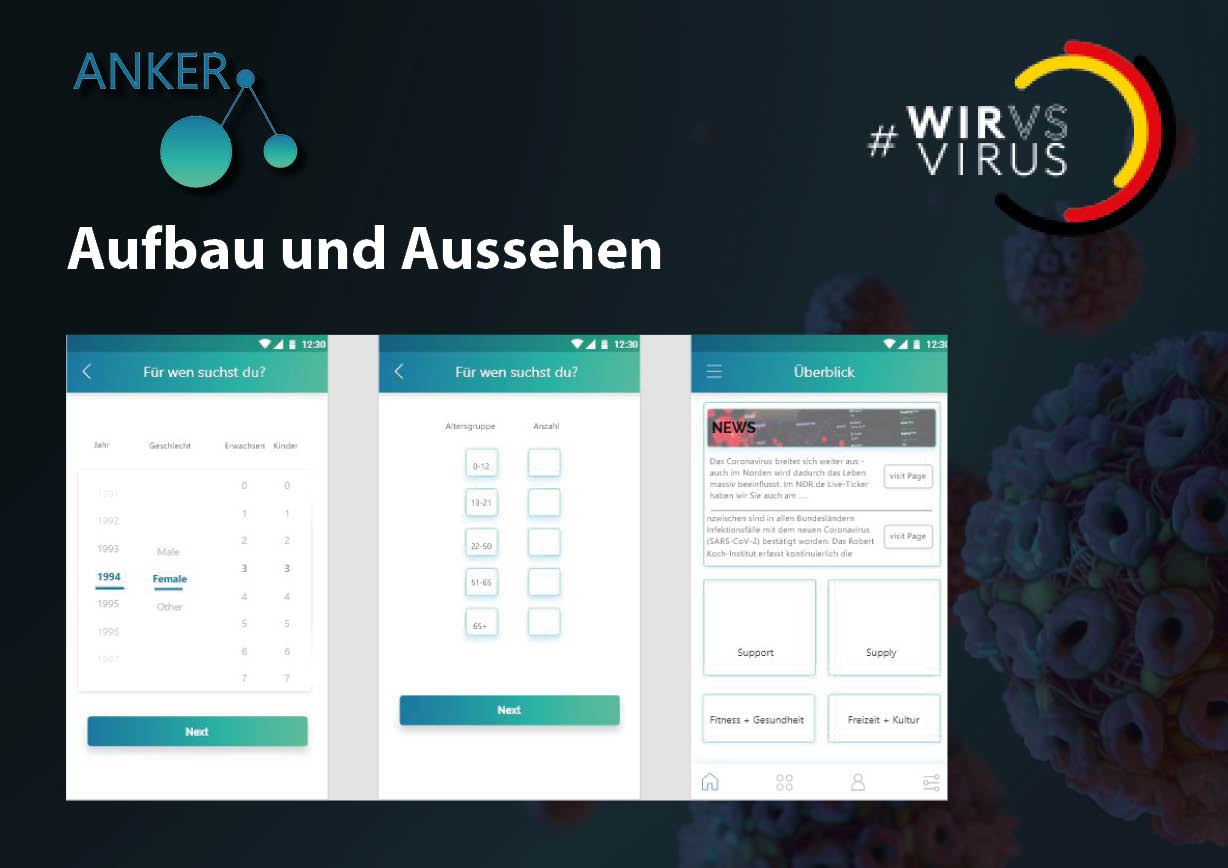 ANKER
# WIRVS
VIRUS
Aufbau und Aussehen
12:30
Für wen suchst du?
Jahr Geschlecht Erwachsen Kinder
1991 0 0
1992 1 1
1993 Male 2 2
1994 Female 3 3
1995 Other 4 4
1996 5 5
1997 6 6
7 7
Next
12:30
Für wen suchst du?
Altersgruppe Anzahl
0-12
13-21
22-50
51-65
65+
Next
12:30
Überblick
NEWS
Das Coronavirus breitet sich weiter aus -
auch im Norden wird dadurch das Leben
massiv beeinflusst. Im NDR.de Live-Ticker
haben wir Sie auch am ....
visit Page
nzwischen sind in allen Bundesländern
Infektionsfälle mit dem neuen Coronavirus
(SARS-CoV-2) bestätigt worden. Das Robert
Koch-Institut erfasst kontinuierlich die
visit Page
Support Supply
Fitness + Gesundheit Freizeit + Kultur